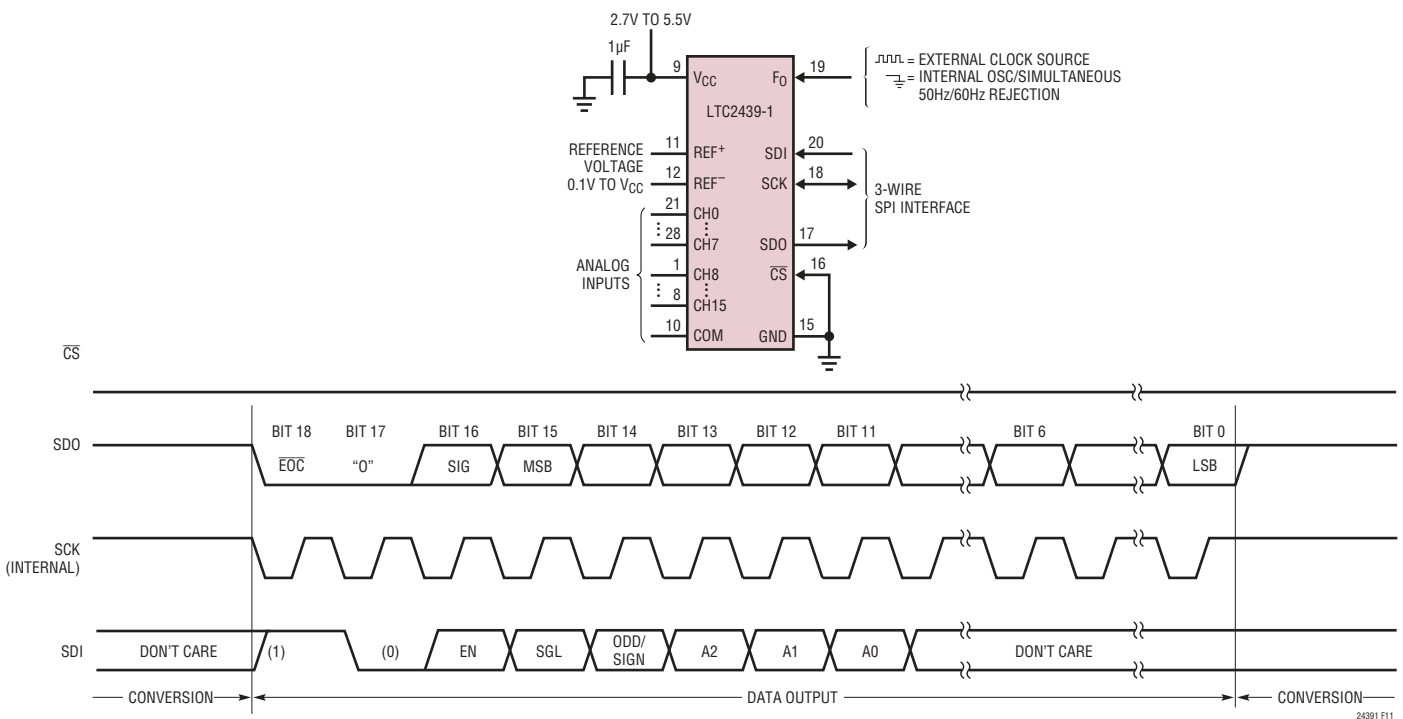 2.7V TO 5.5V
1µF
9
VCC
FO
19
= EXTERNAL CLOCK SOURCE
= INTERNAL OSC/SIMULTANEOUS
50Hz/60Hz REJECTION
LTC2439-1
REFERENCE
VOLTAGE
0.1V TO VCC
11
REF+
12
REF–
SDI
20
SCK
18
3-WIRE
SPI INTERFACE
ANALOG
INPUTS
21
CH0
28
CH7
1
CH8
8
CH15
10
COM
SDO
17
CS
16
GND
15
CS
SDO
BIT 18
BIT 17
BIT 16
BIT 15
BIT 14
BIT 13
BIT 12
BIT 11
BIT 6
BIT 0
EOC
“O”
SIG
MSB
LSB
SCK
(INTERNAL)
SDI
DON'T CARE
(1)
(0)
EN
SGL
ODD/
SIGN
A2
A1
A0
DON'T CARE
CONVERSION
DATA OUTPUT
CONVERSION
24391 F11